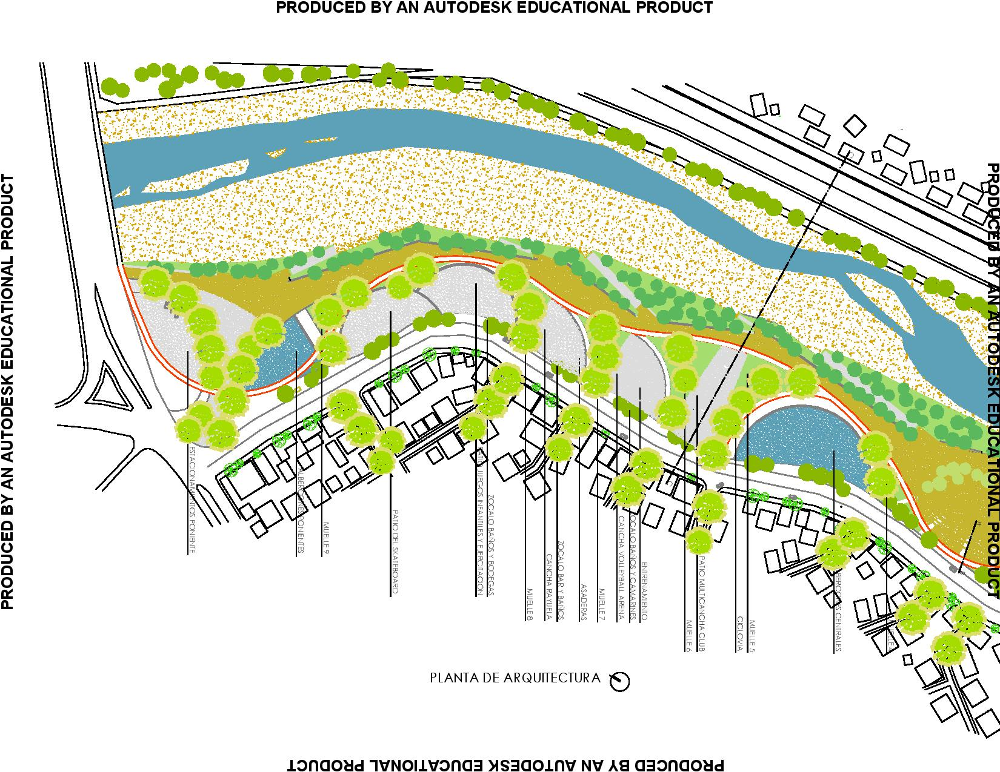 PRODUCED BY AN AUTODESK EDUCATIONAL PRODUCT
PRODUCED BY AN AUTODESK EDUCATIONAL PRODUCT
PRODUCED BY AN AUTODESK EDUCATIONAL PRODUCT
ESTACIONAMIENTOS PONIENTE
ALBERCONES PONIENTES
MUELLE 9
PATIO DEL SKATEBOARD
JUEGOS INFANTILES Y EJERCITACIÓN
ZOCALO BAÑOS Y BODEGAS
MUELLE 8
CANCHA RAYUELA
ZOCALO BAR Y BAÑOS
ASADERAS
MUELLE 7
CANCHA VOLLEYBALL ARENA
ZOCALO BAÑOS Y CAMARINES
ENTRENAMIENTO
MUELLE 6
PATIO MULTICANCHA CLUB
CICLOVIA
MUELLE 5
CENTRALES
PLANTA DE ARQUITECTURA
PRODUCED BY AN AUTODESK EDUCATIONAL PRODUCT